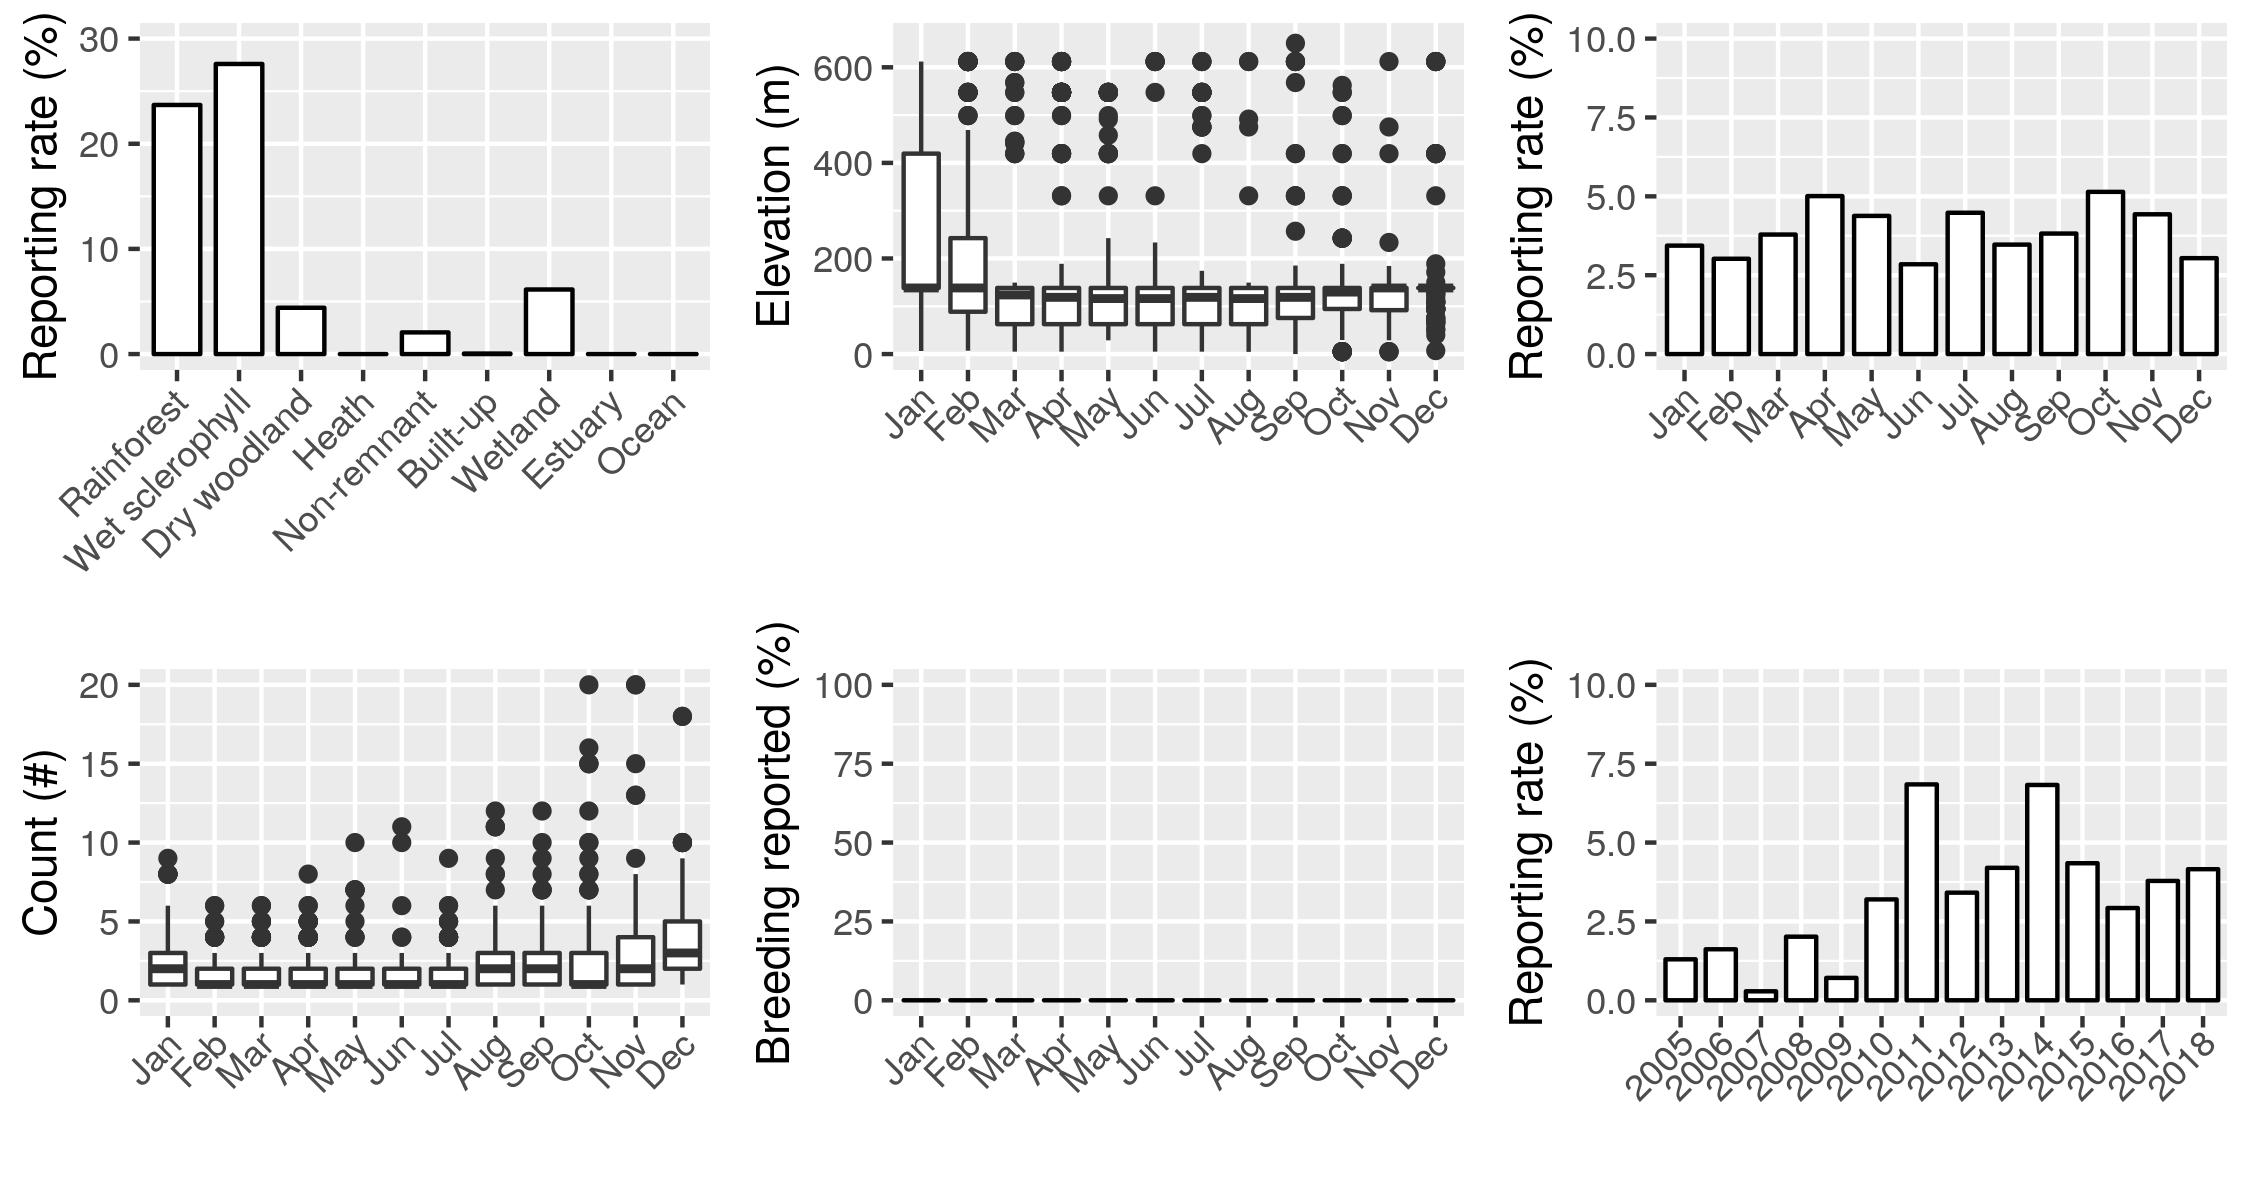 Reporting rate (%)
30
20
10
0
Rainforest
Wet sclerophyll
Dry woodland
Heath
Non-remnant
Built-up
Wetland
Estuary
Ocean
Elevation (m)
600
400
200
0
Jan
Feb
Mar
Apr
May
Jun
Jul
Aug
Sep
Oct
Nov
Dec
Reporting rate (%)
10.0
7.5
5.0
2.5
0.0
Jan
Feb
Mar
Apr
May
Jun
Jul
Aug
Sep
Oct
Nov
Dec
Count (#)
20
15
10
5
0
Jan
Feb
Mar
Apr
May
Jun
Jul
Aug
Sep
Oct
Nov
Dec
Breeding reported (%)
100
75
50
25
0
Jan
Feb
Mar
Apr
May
Jun
Jul
Aug
Sep
Oct
Nov
Dec
Reporting rate (%)
10.0
7.5
5.0
2.5
0.0
2005
2006
2007
2008
2009
2010
2011
2012
2013
2014
2015
2016
2017
2018